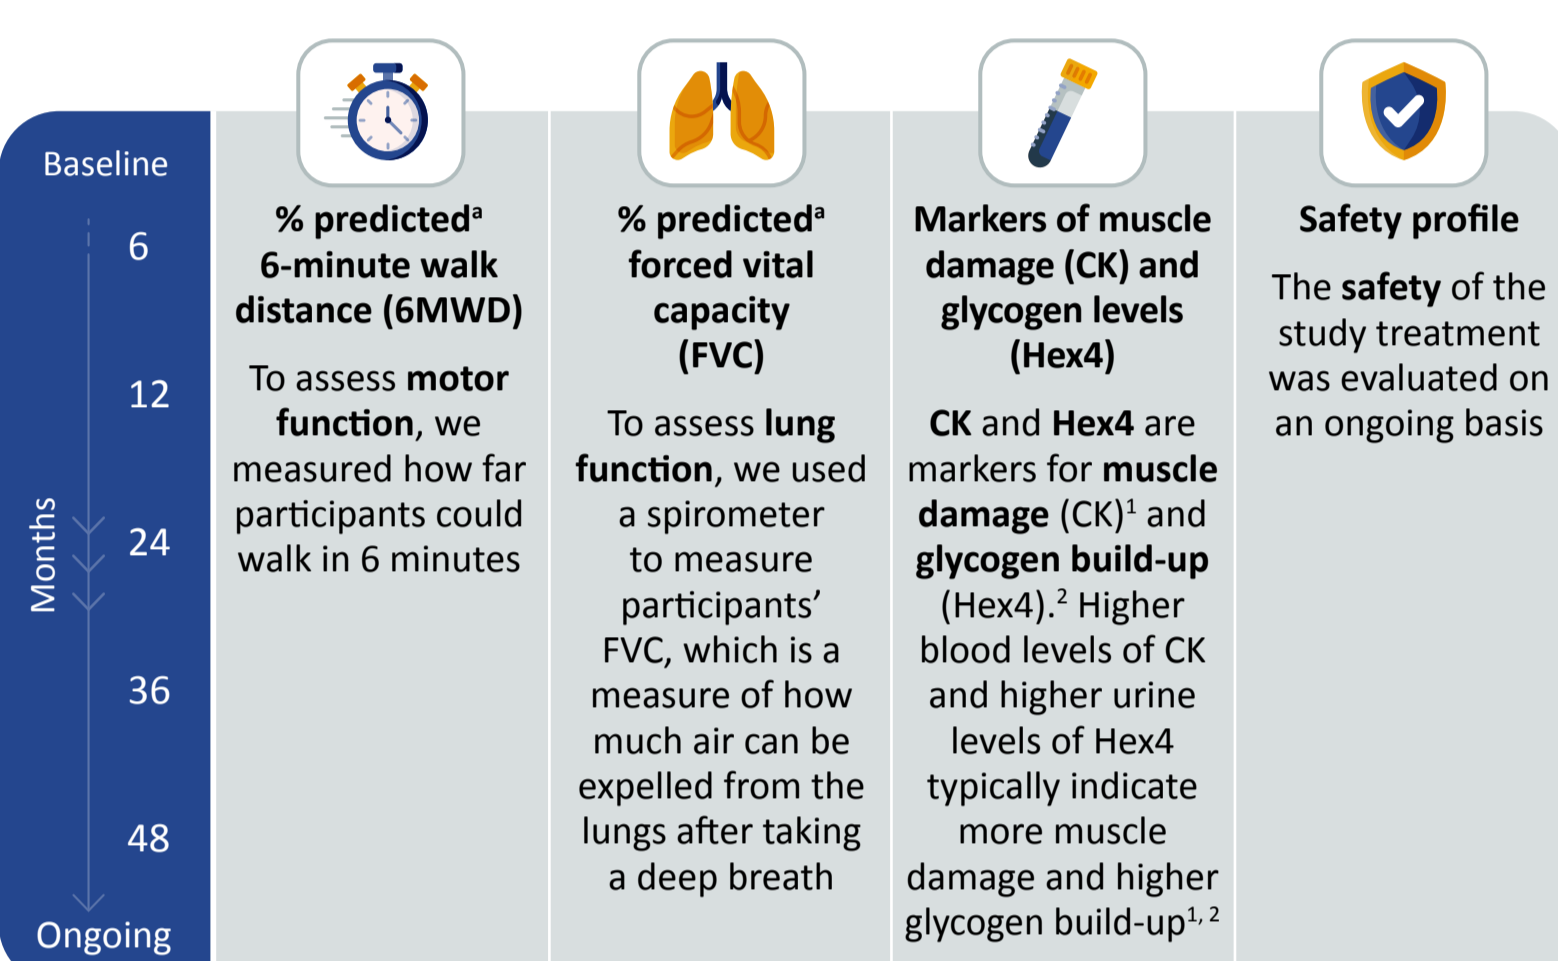 Baseline
6
12
24
36
48
Ongoing
Months
% predictedᵃ
6-minute walk
distance (6MWD)
To assess motor
function, we
measured how far
participants could
walk in 6 minutes
% predictedᵃ
forced vital
capacity
(FVC)
To assess lung
function, we used
a spirometer
to measure
participants’
FVC, which is a
measure of how
much air can be
expelled from the
lungs after taking
a deep breath
Markers of muscle
damage (CK) and
glycogen levels
(Hex4)
CK and Hex4 are
markers for muscle
damage (CK)¹ and
glycogen build-up
(Hex4).² Higher
blood levels of CK
and higher urine
levels of Hex4
typically indicate
more muscle
damage and higher
glycogen build-up¹,²
Safety profile
The safety of the
study treatment
was evaluated on
an ongoing basis